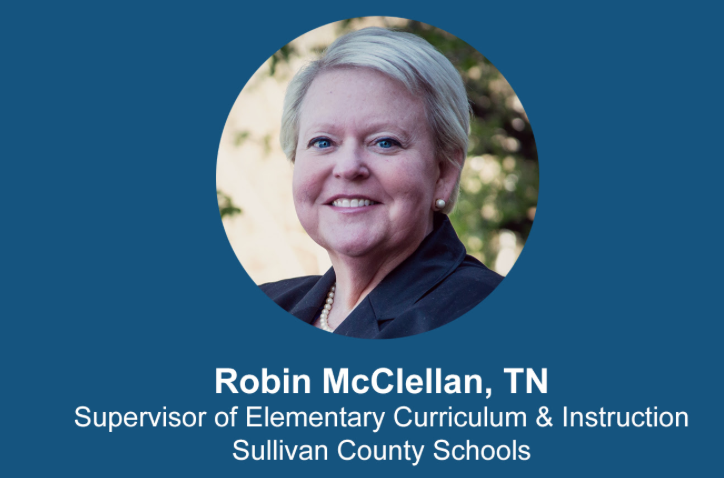 Robin McClellan, TN
Supervisor of Elementary Curriculum & Instruction
Sullivan County Schools